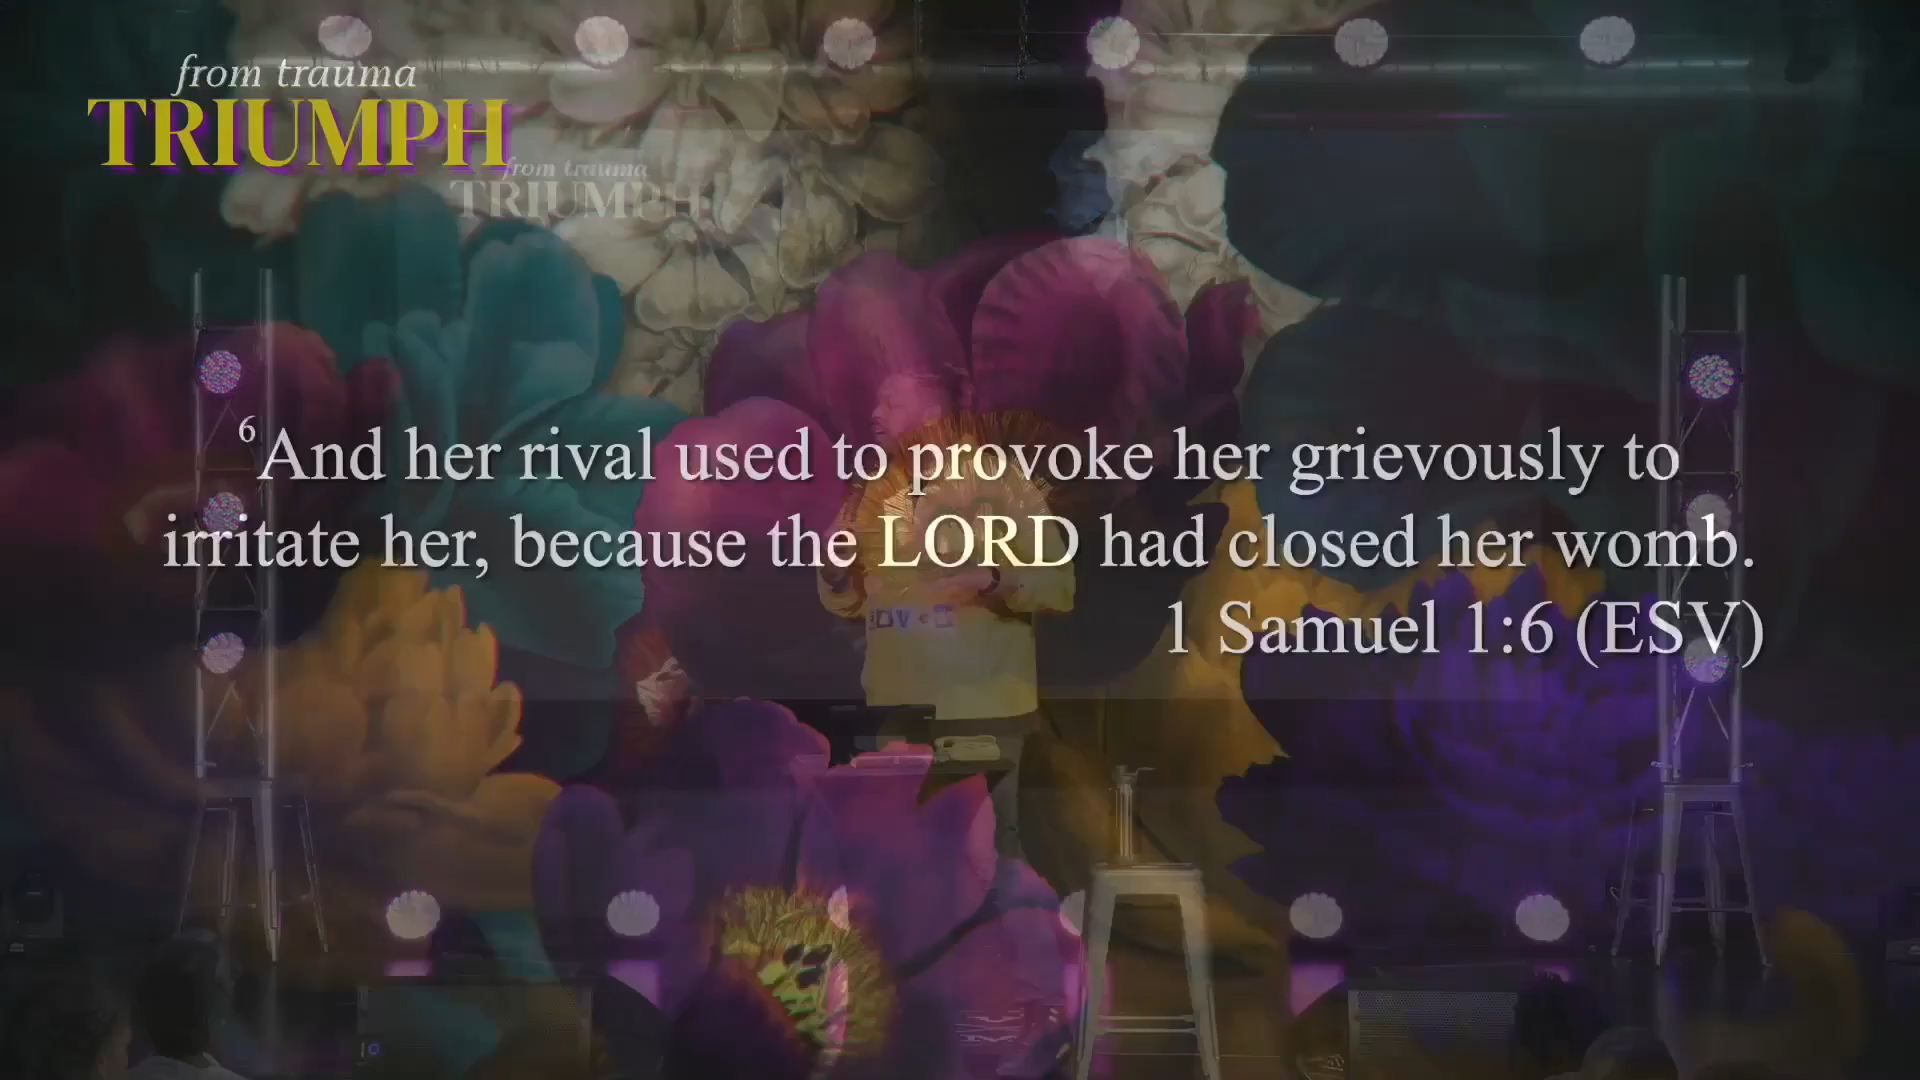 from trauma
TRIUMPH
from trauma
TRIUMPH
6 And her rival used to provoke her grievously to
irritate her, because the LORD had closed her womb.
1 Samuel 1:6 (ESV)